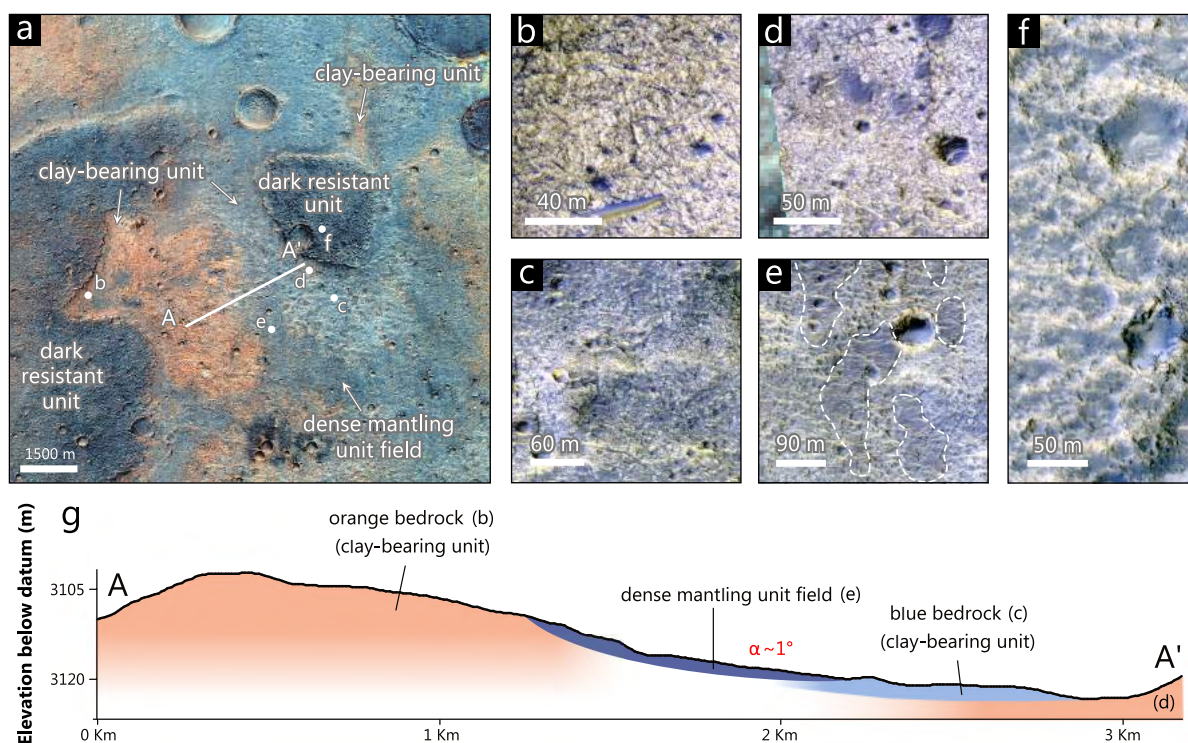 a
clay-bearing unit
clay-bearing unit
dark resistant
unit
f
A'
d
b
c
A
e
dark
resistant
unit
dense mantling
unit field
1500 m
b
40 m
c
60 m
d
50 m
e
90 m
f
50 m
g
Elevation below datum (m)
3105
3120
A
orange bedrock (b)
(clay-bearing unit)
dense mantling unit field (e)
α ~1°
blue bedrock (c)
(clay-bearing unit)
A'
(d)
0 Km
1 Km
2 Km
3 Km